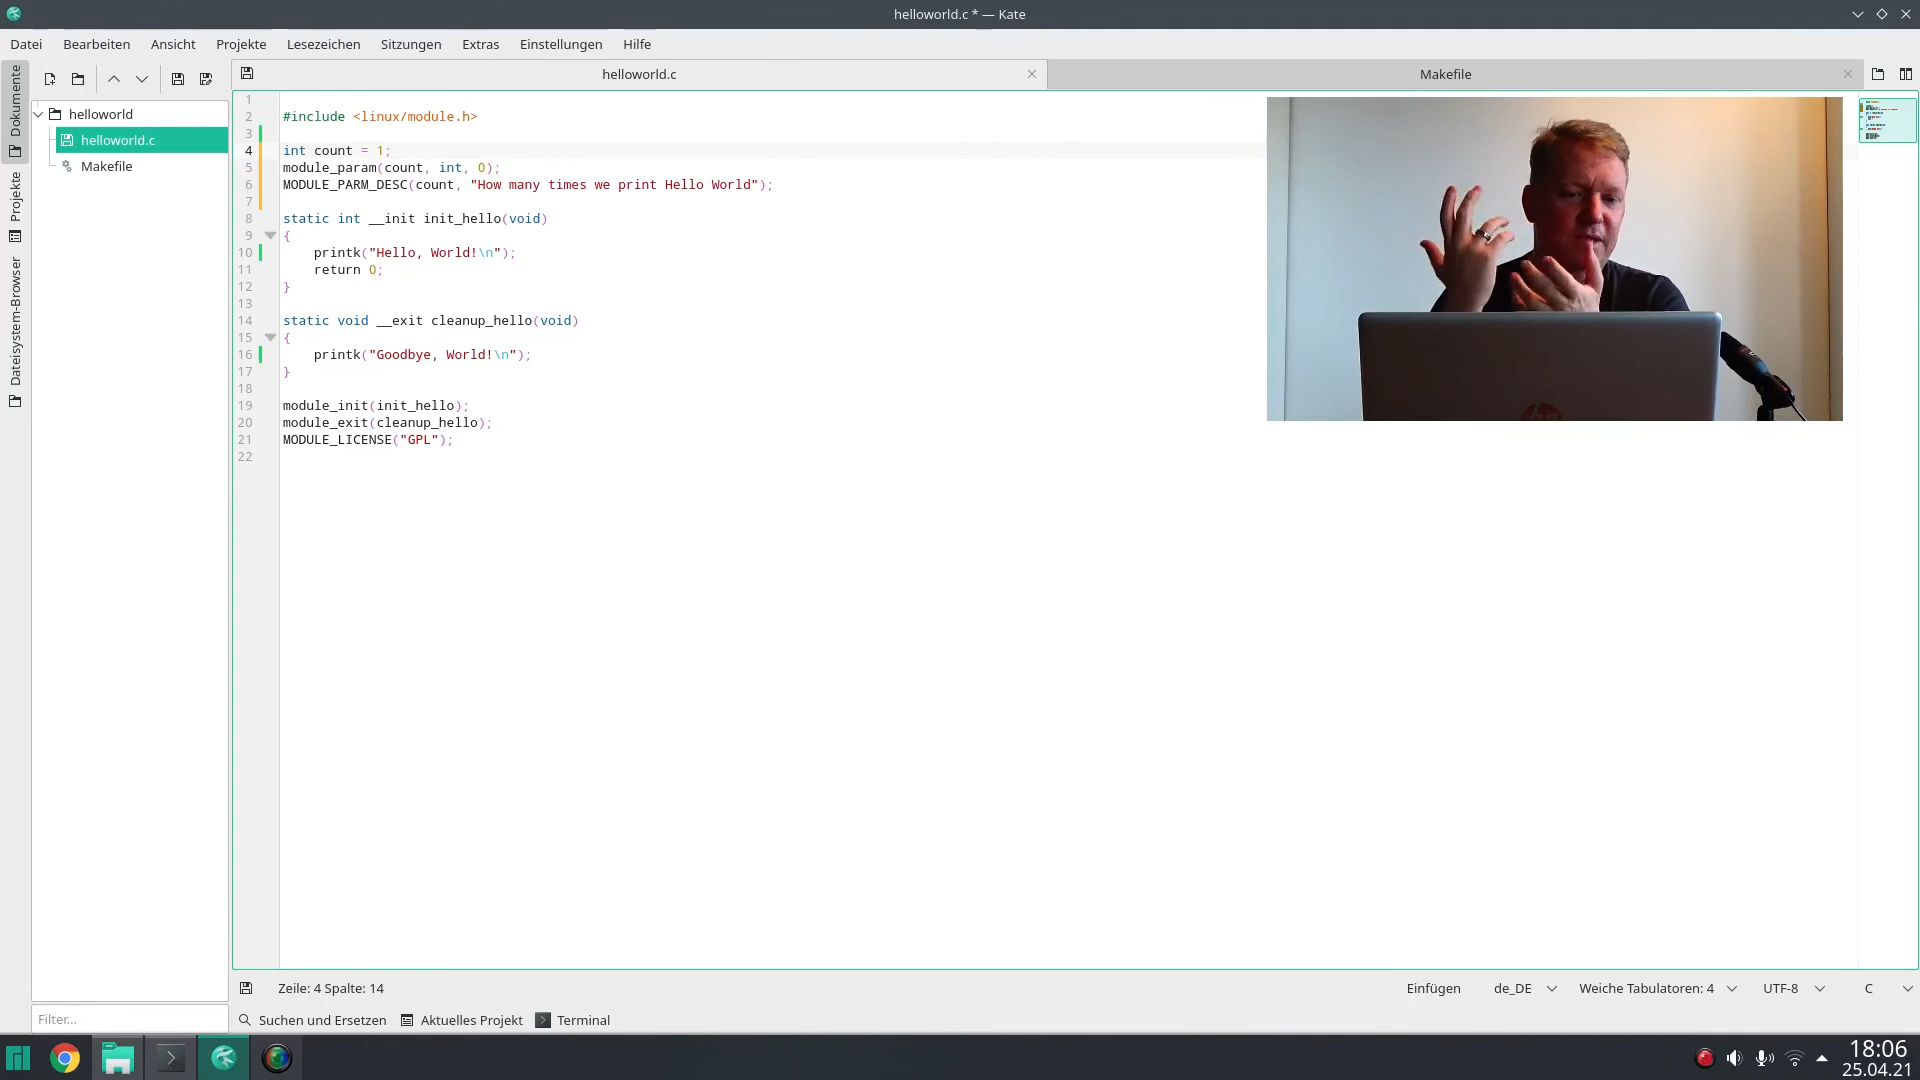 helloworld.c * — Kate
Datei Bearbeiten Ansicht Projekte Lesezeichen Sitzungen Extras Einstellungen Hilfe
Dokumente
Projekte
Dateisystem-Browser
helloworld
helloworld.c
Makefile
Filter...
helloworld.c
Makefile
1
2 #include <linux/module.h>
3
4 int count = 1;
5 module_param(count, int, 0);
6 MODULE_PARM_DESC(count, "How many times we print Hello World");
7
8 static int __init init_hello(void)
9 {
10     printk("Hello, World!\n");
11     return 0;
12 }
13
14 static void __exit cleanup_hello(void)
15 {
16     printk("Goodbye, World!\n");
17 }
18
19 module_init(init_hello);
20 module_exit(cleanup_hello);
21 MODULE_LICENSE("GPL");
22
hp
Zeile: 4 Spalte: 14 Einfügen de_DE Weiche Tabulatoren: 4 UTF-8 C
Suchen und Ersetzen Aktuelles Projekt Terminal
18:06
25.04.21